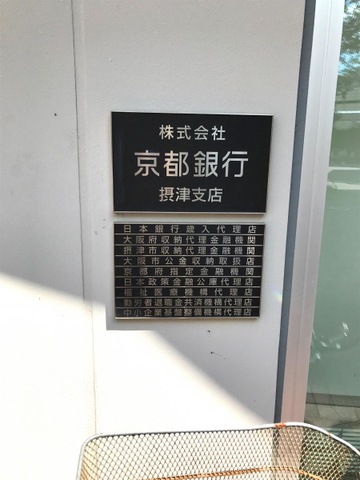 株式会社
京都銀行
摂津支店
日本銀行歳入代理店
大阪府収納代理金融機関
摂津市収納代理金融機関
大阪市公金収納取扱店
京都府指定金融機関
日本政策金融公庫代理店
福祉医療機構代理店
勤労者退職金共済機構代理店
中小企業基盤整備機構代理店